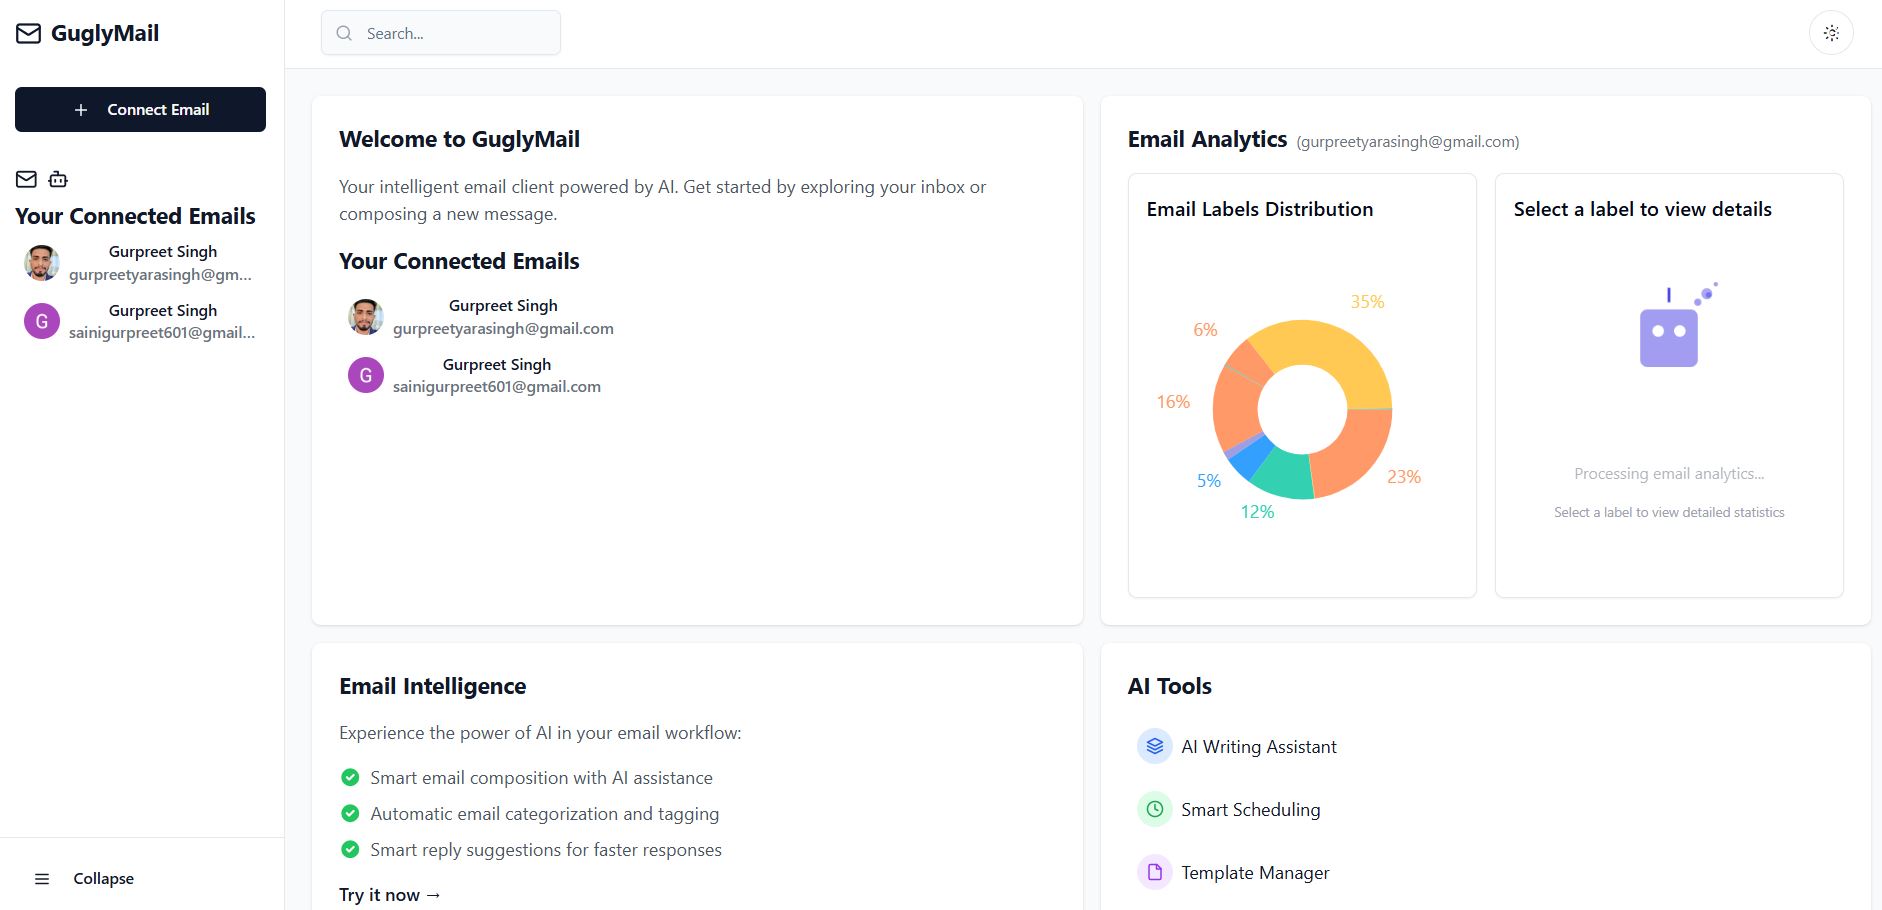 GuglyMail
Connect Email
Your Connected Emails
Gurpreet Singh
gurpreetyarasingh@gm...
G
Gurpreet Singh
sainigurpreet601@gmail...
Collapse
Search...
Welcome to GuglyMail
Your intelligent email client powered by AI. Get started by exploring your inbox or
composing a new message.
Your Connected Emails
Gurpreet Singh
gurpreetyarasingh@gmail.com
G
Gurpreet Singh
sainigurpreet601@gmail.com
Email Analytics (gurpreetyarasingh@gmail.com)
Email Labels Distribution
35%
6%
16%
5%
12%
23%
Select a label to view details
Processing email analytics...
Select a label to view detailed statistics
Email Intelligence
Experience the power of AI in your email workflow:
Smart email composition with AI assistance
Automatic email categorization and tagging
Smart reply suggestions for faster responses
Try it now →
AI Tools
AI Writing Assistant
Smart Scheduling
Template Manager